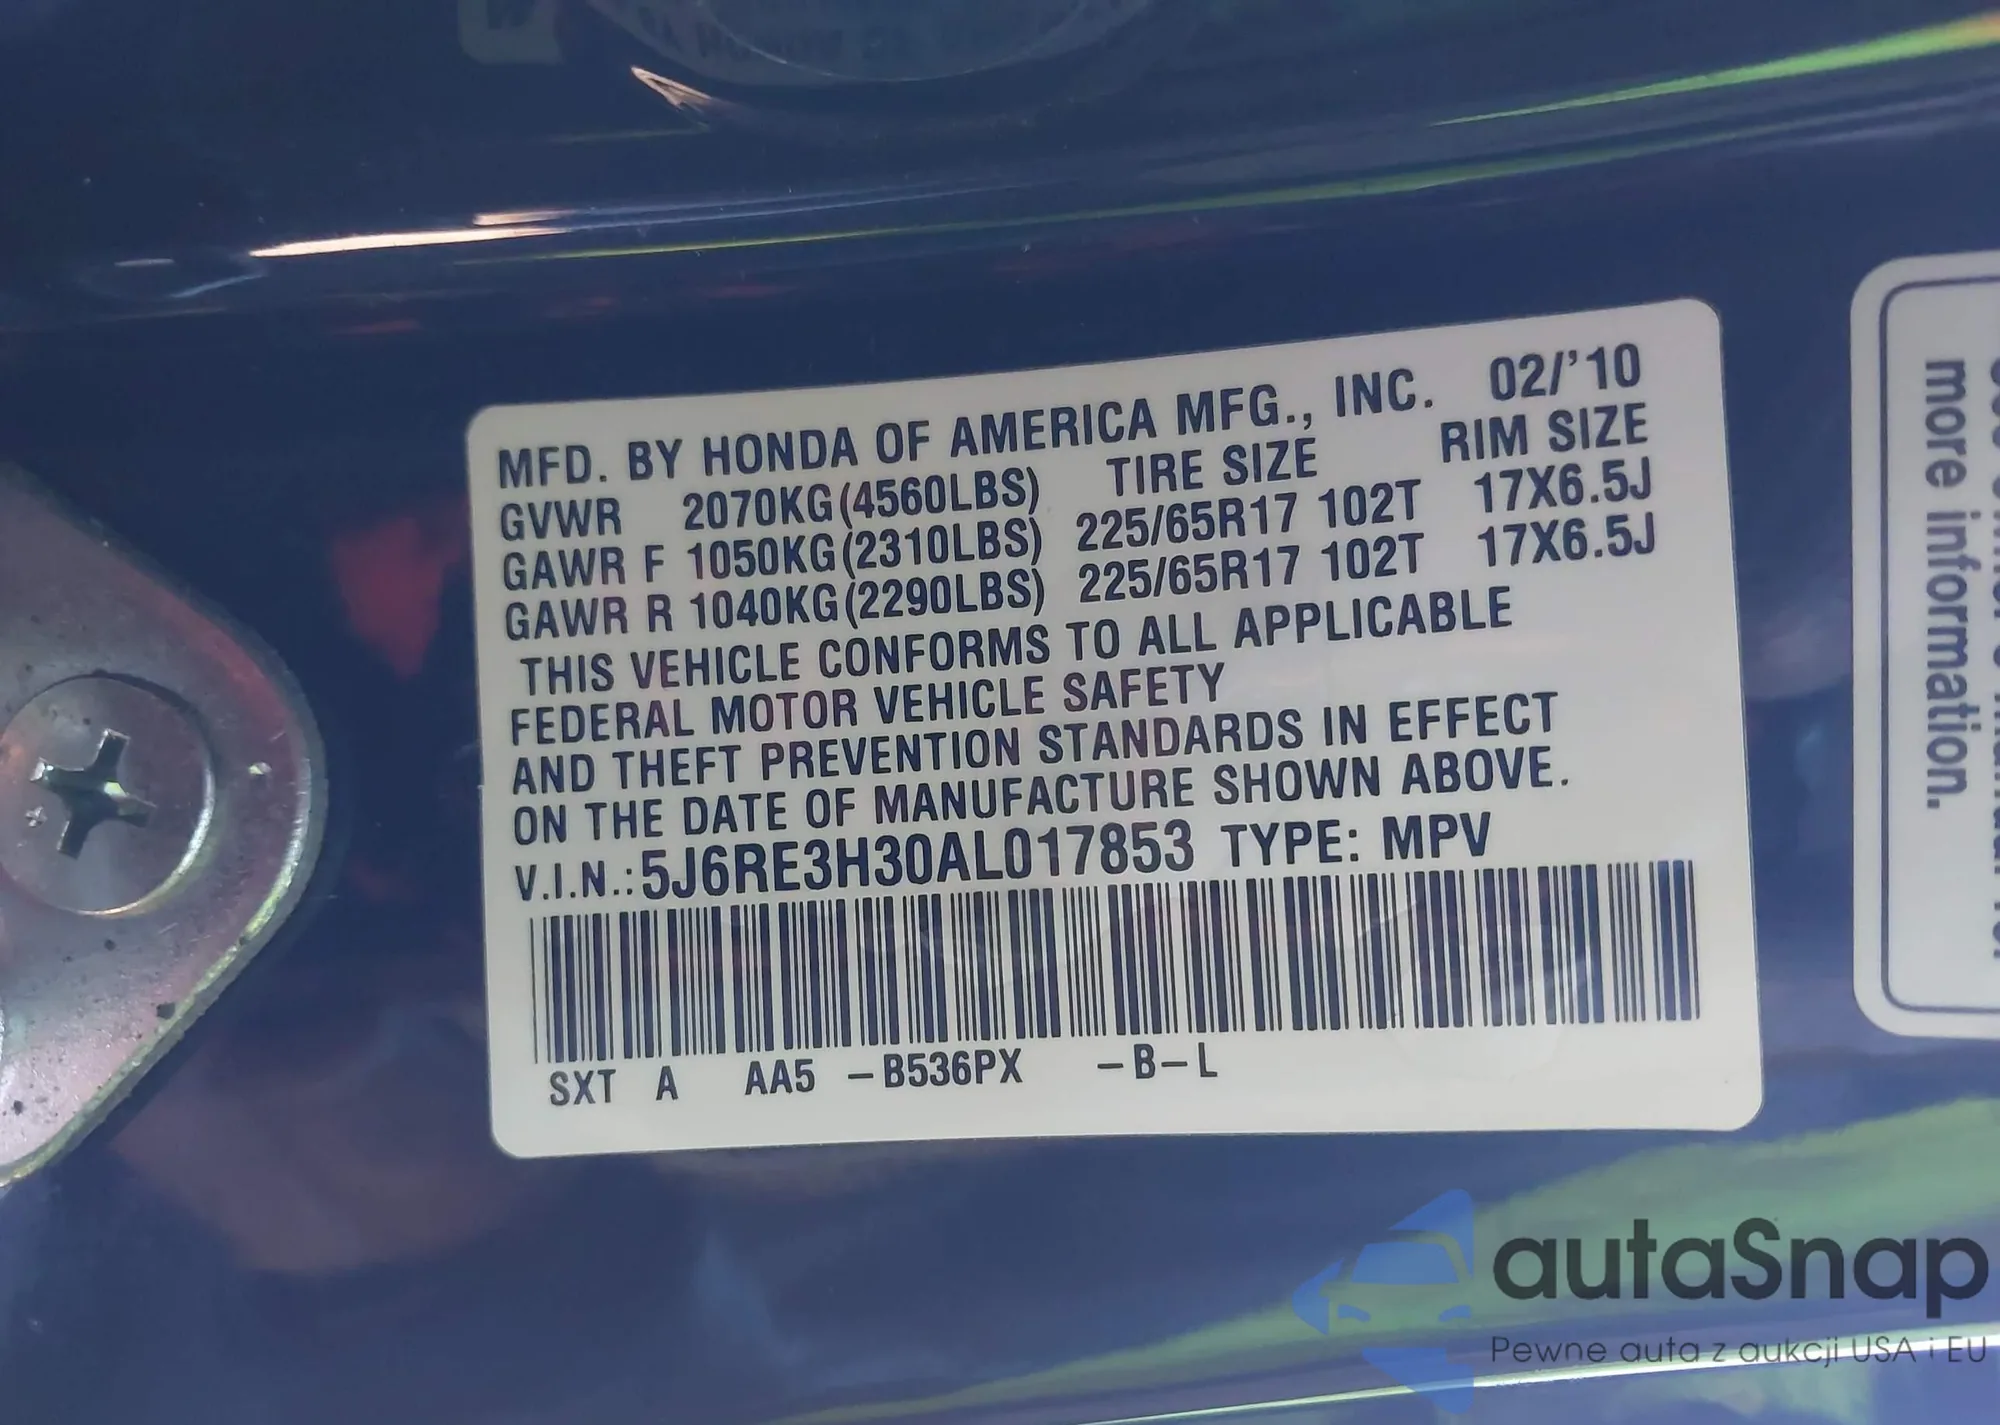 MFD. BY HONDA OF AMERICA MFG., INC. 02/'10
GVWR 2070KG(4560LBS) TIRE SIZE RIM SIZE
GAWR F 1050KG(2310LBS) 225/65R17 102T 17X6.5J
GAWR R 1040KG(2290LBS) 225/65R17 102T 17X6.5J
THIS VEHICLE CONFORMS TO ALL APPLICABLE
FEDERAL MOTOR VEHICLE SAFETY
AND THEFT PREVENTION STANDARDS IN EFFECT
ON THE DATE OF MANUFACTURE SHOWN ABOVE.
V.I.N.:5J6RE3H30AL017853 TYPE: MPV
SXT A AA5 -B536PX -B-L
more information.
autaSnap
Pewne auta z aukcji USA i EU